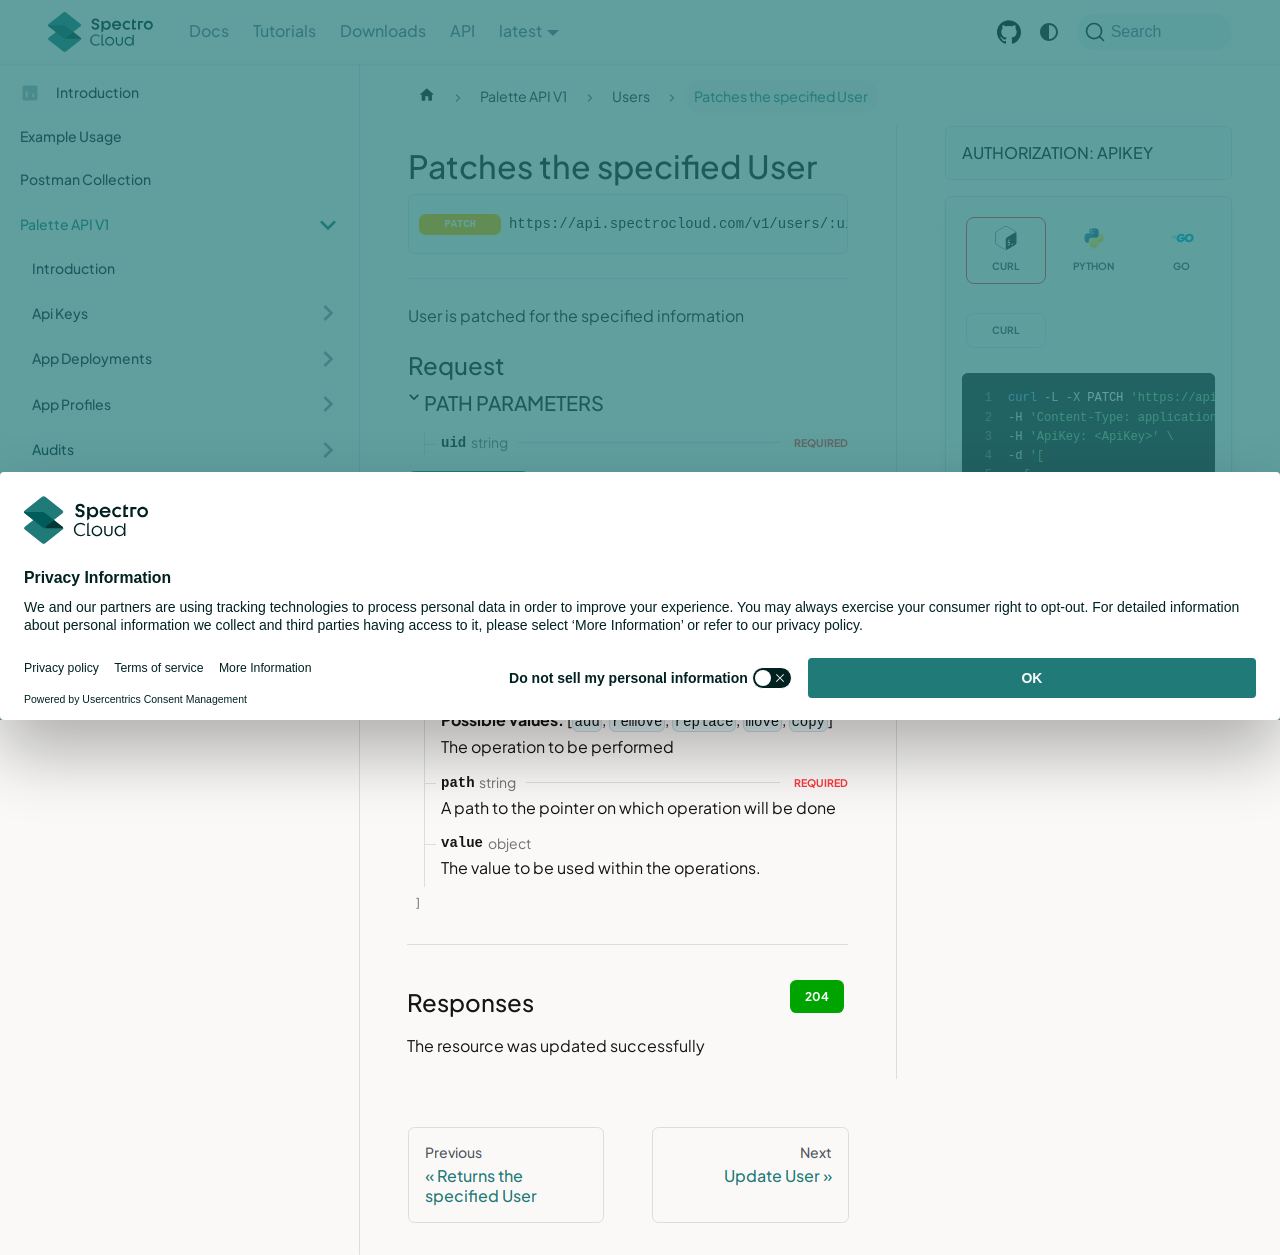 Spectro Cloud
Docs
Tutorials
Downloads
API
latest
Search
Introduction
Example Usage
Postman Collection
Palette API V1
Introduction
Api Keys
App Deployments
App Profiles
Audits
Palette API V1
Users
Patches the specified User
Patches the specified User
PATCH https://api.spectrocloud.com/v1/users/:ui
User is patched for the specified information
Request
PATH PARAMETERS
uid string REQUIRED
AUTHORIZATION: APIKEY
CURL
PYTHON
GO
CURL
1 curl -L -X PATCH 'https://api
2 -H 'Content-Type: application
3 -H 'ApiKey: <ApiKey>' \
4 -d '[
Spectro
Cloud
Privacy Information
We and our partners are using tracking technologies to process personal data in order to improve your experience. You may always exercise your consumer right to opt-out. For detailed information
about personal information we collect and third parties having access to it, please select ‘More Information’ or refer to our privacy policy.
Privacy policy
Terms of service
More Information
Powered by Usercentrics Consent Management
Do not sell my personal information
OK
Possible values: [add, remove, replace, move, copy]
The operation to be performed
path string REQUIRED
A path to the pointer on which operation will be done
value object
The value to be used within the operations.
]
Responses
204
The resource was updated successfully
Previous
« Returns the
specified User
Next
Update User »